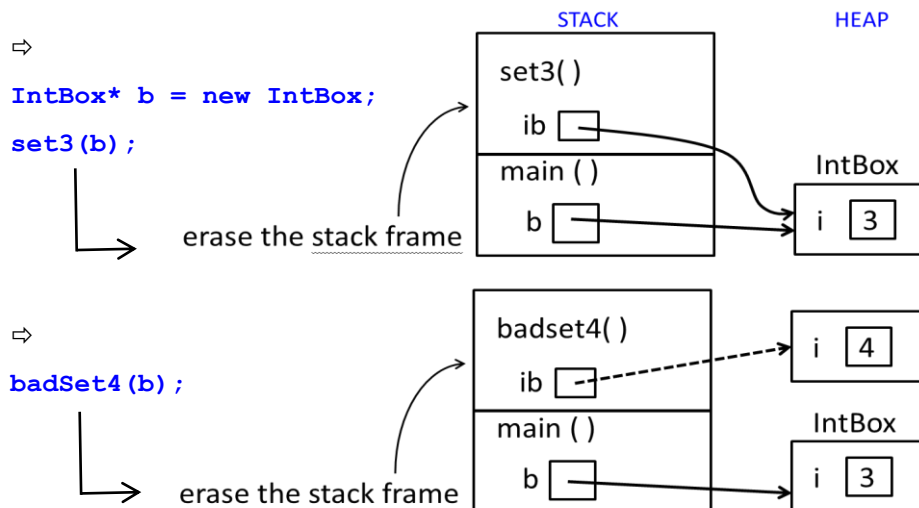 STACK HEAP
⇨
IntBox* b = new IntBox;
set3(b);
erase the stack frame
set3()
ib
main ()
b
IntBox
i 3
⇨
badSet4(b);
erase the stack frame
badset4()
ib
main ()
b
i 4
IntBox
i 3